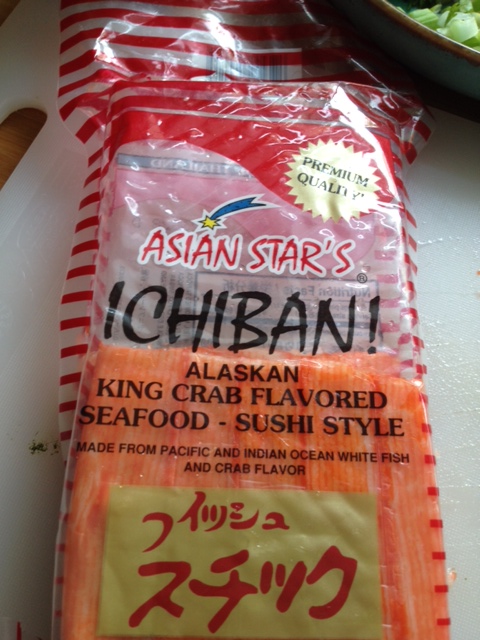 PREMIUM
QUALITY
ASIAN STAR'S
ICHIBAN!
ALASKAN
KING CRAB FLAVORED
SEAFOOD - SUSHI STYLE
MADE FROM PACIFIC AND INDIAN OCEAN WHITE FISH
AND CRAB FLAVOR
フイッシュ
スチック